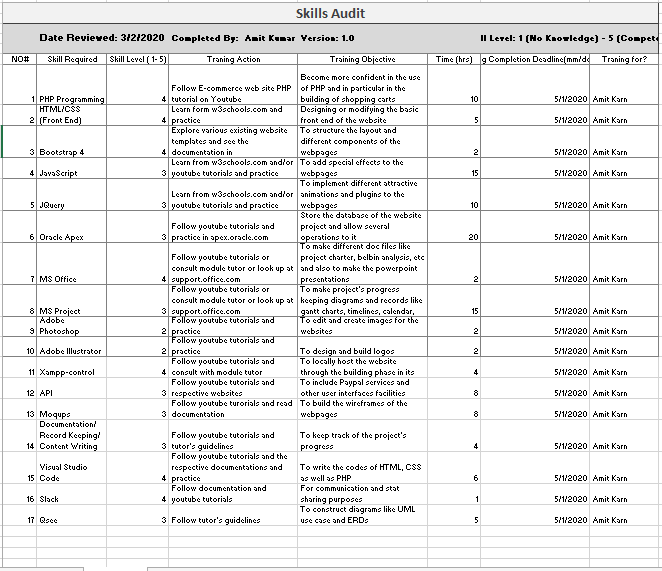 Skills Audit
Date Reviewed: 3/2/2020 Completed By: Amit Kumar Version: 1.0 ll Level: 1 (No Knowledge) - 5 (Compete
NO# Skill Required Skill Level ( 1- 5) Traning Action Training Objective Time (hrs) g Completion Deadline(mm/dd Traning for?
Become more confident in the use
Follow E-commerce web site PHP of PHP and in particular in the
1 PHP Programming 4 tutorial on Youtube building of shopping carts 10 5/1/2020 Amit Karn
HTML/CSS Learn form w3schools.com and Designing or modifying the basic
2 (Front End) 4 practice front end of the website 5 5/1/2020 Amit Karn
Explore various existing website To structure the layout and
templates and see the different components of the
3 Bootstrap 4 4 documentation in webpages 2 5/1/2020 Amit Karn
Learn from w3schools.com and/or To add special effects to the
4 JavaScript 3 youtube tutorials and practice webpages 15 5/1/2020 Amit Karn
To implement different attractive
Learn from w3schools.com and/or animations and plugins to the
5 JQuery 3 youtube tutorials and practice webpages 10 5/1/2020 Amit Karn
Store the database of the website
Follow youtube tutorials and project and allow several
6 Oracle Apex 3 practice in apex.oracle.com operations to it 20 5/1/2020 Amit Karn
To make different doc files like
Follow youtube tutorials or project charter, belbin analysis, etc
consult module tutor or look up at and also to make the powerpoint
7 MS Office 4 support.office.com presentations 2 5/1/2020 Amit Karn
Follow youtube tutorials or To make project's progress
consult module tutor or look up at keeping diagrams and records like
8 MS Project 3 support.office.com gantt charts, timelines, calendar, 15 5/1/2020 Amit Karn
Adobe Follow youtube tutorials and To edit and create images for the
9 Photoshop 2 practice websites 2 5/1/2020 Amit Karn
Follow youtube tutorials and
10 Adobe Illustrator 2 practice To design and build logos 2 5/1/2020 Amit Karn
Follow youtube tutorials and To locally host the website
11 Xampp-control 4 consult with module tutor through the building phase in its 4 5/1/2020 Amit Karn
Follow youtube tutorials and To include Paypal services and
12 API 3 respective websites other user interfaces facilities 8 5/1/2020 Amit Karn
Follow youtube tutorials and read To build the wireframes of the
13 Moqups 3 documentation webpages 8 5/1/2020 Amit Karn
Documentation/
Record Keeping/ Follow youtube tutorials and To keep track of the project's
14 Content Writing 3 tutor's guidelines progress 4 5/1/2020 Amit Karn
Follow youtube tutorials and the
Visual Studio respective documentations and To write the codes of HTML, CSS
15 Code 4 practice as well as PHP 6 5/1/2020 Amit Karn
Follow documentation and For communication and stat
16 Slack 4 youtube tutorials sharing purposes 1 5/1/2020 Amit Karn
To construct diagrams like UML
17 Qsee 3 Follow tutor's guidelines use case and ERDs 5 5/1/2020 Amit Karn